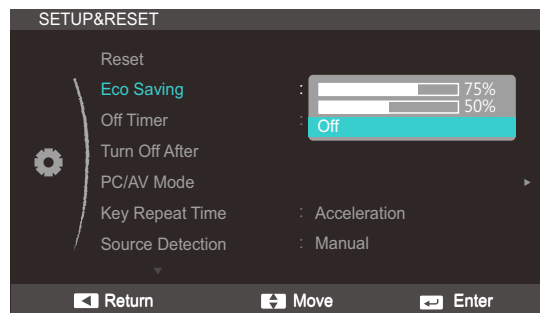 SETUP&RESET
Reset
Eco Saving : 75%
50%
Off Timer : Off
Turn Off After
PC/AV Mode
Key Repeat Time : Acceleration
Source Detection : Manual
Return Move Enter